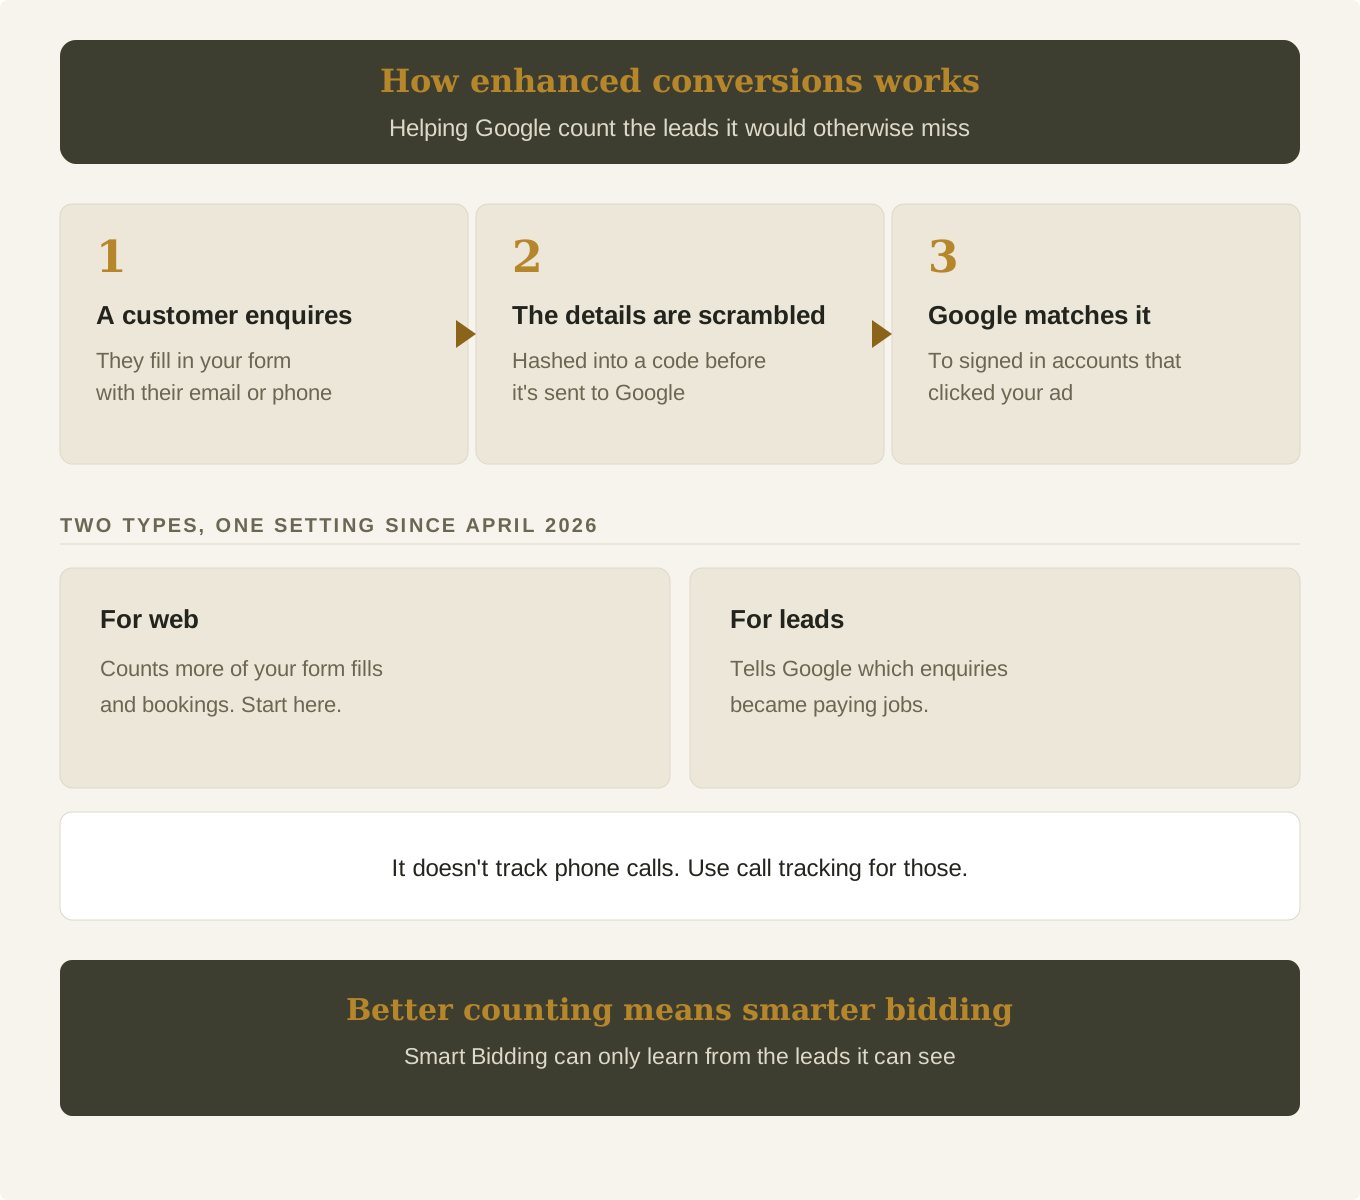 How enhanced conversions works
Helping Google count the leads it would otherwise miss
1
A customer enquires
They fill in your form
with their email or phone
2
The details are scrambled
Hashed into a code before
it's sent to Google
3
Google matches it
To signed in accounts that
clicked your ad
TWO TYPES, ONE SETTING SINCE APRIL 2026
For web
Counts more of your form fills
and bookings. Start here.
For leads
Tells Google which enquiries
became paying jobs.
It doesn't track phone calls. Use call tracking for those.
Better counting means smarter bidding
Smart Bidding can only learn from the leads it can see